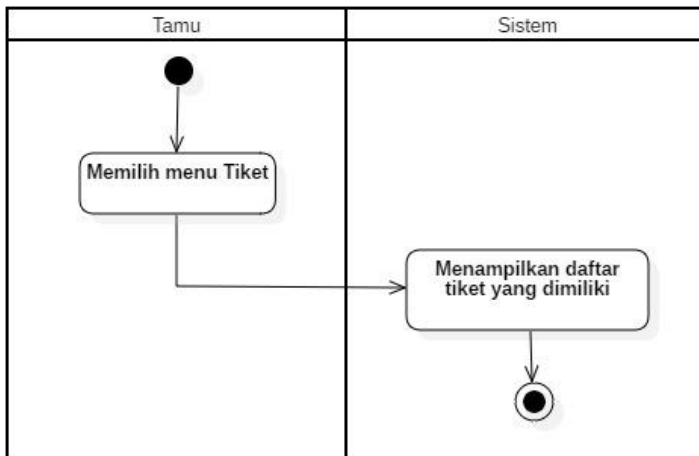 Tamu
Sistem
Memilih menu Tiket
Menampilkan daftar
tiket yang dimiliki